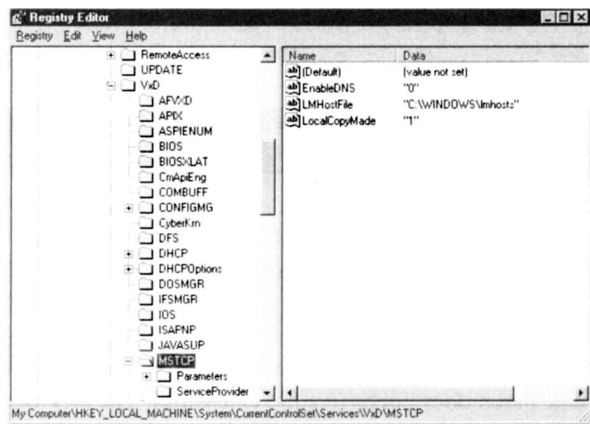 Registry Editor
Registry Edit View Help
RemoteAccess
UPDATE
VxD
AFVXD
APIX
ASPIENUM
BIOS
BIOSXLAT
CmApiEng
COMBUFF
CONFIGMG
CyberKrn
DFS
DHCP
DHCPOptions
DOSMGR
IFSMGR
IOS
ISAPNP
JAVASUP
MSTCP
Parameters
ServiceProvider
Name Data
(Default) (value not set)
EnableDNS "0"
LMHostFile "C:\WINDOWS\lmhosts"
LocalCopyMade "1"
My Computer\HKEY_LOCAL_MACHINE\System\CurrentControlSet\Services\VxD\MSTCP